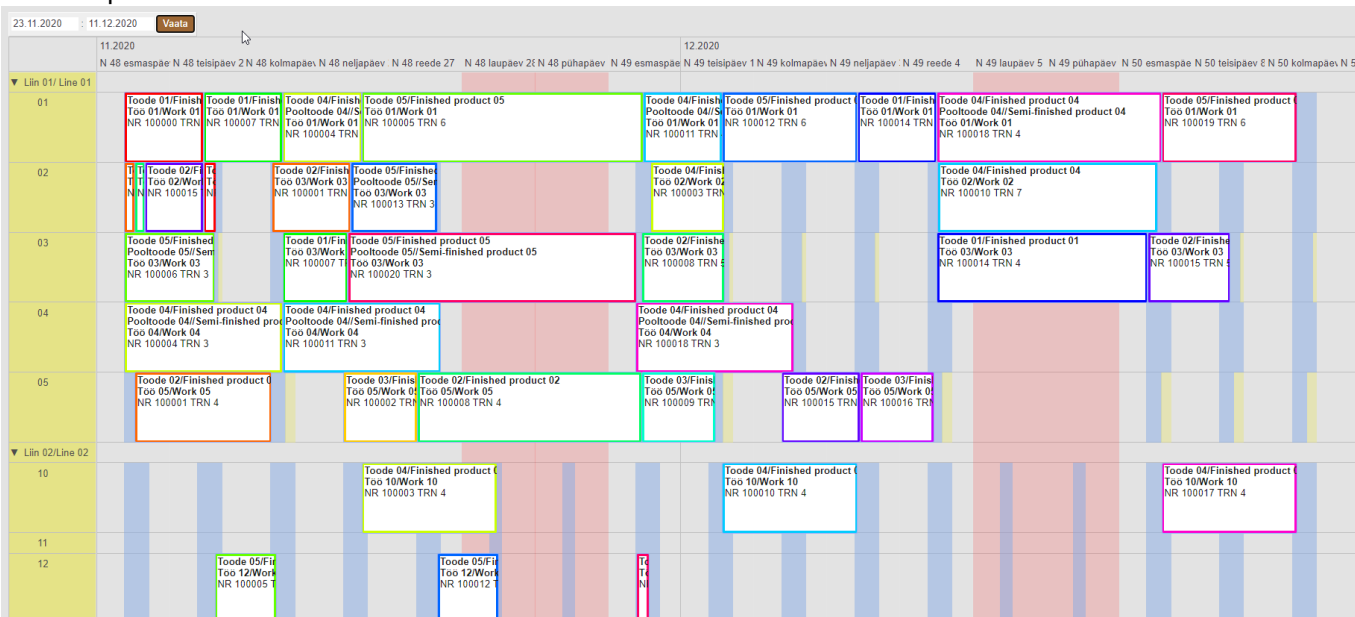 23.11.2020 : 11.12.2020 Vaata
11.2020 12.2020
N 48 esmaspäe N 48 teisipäev 2 N 48 kolmapäev N 48 neljapäev N 48 reede 27 N 48 laupäev 28 N 48 pühapäev N 49 esmaspäe N 49 teisipäev 1 N 49 kolmapäev N 49 neljapäev N 49 reede 4 N 49 laupäev 5 N 49 pühapäev N 50 esmaspäe N 50 teisipäev 8 N 50 kolmapäev N 5
▼ Liin 01/ Line 01
01
Toode 01/Finish
Töö 01/Work 01
NR 100000 TRN
Toode 01/Finish
Töö 01/Work 01
NR 100007 TRN
Toode 04/Finish
Pooltoode 04//S
Töö 01/Work 01
NR 100004 TRN
Toode 05/Finished product 05
Töö 01/Work 01
NR 100005 TRN 6
Toode 04/Finish
Pooltoode 04//S
Töö 01/Work 01
NR 100011 TRN
Toode 05/Finished product
Töö 01/Work 01
NR 100012 TRN 6
Toode 01/Finish
Töö 01/Work 01
NR 100014 TRN
Toode 04/Finished product 04
Pooltoode 04//Semi-finished product 04
Töö 01/Work 01
NR 100018 TRN 4
Toode 05/Finished product
Töö 01/Work 01
NR 100019 TRN 6
02
Toode 02/Fi
Töö 02/Wor
NR 100015
Toode 02/Finish
Töö 03/Work 03
NR 100001 TRN
Toode 05/Finishe
Pooltoode 05//Se
Töö 03/Work 03
NR 100013 TRN 3
Toode 04/Finis
Töö 02/Work 02
NR 100003 TRN
Toode 04/Finished product 04
Töö 02/Work 02
NR 100010 TRN 7
03
Toode 05/Finished
Pooltoode 05//Sem
Töö 03/Work 03
NR 100006 TRN 3
Toode 01/Fin
Töö 03/Work
NR 100007 T
Toode 05/Finished product 05
Pooltoode 05//Semi-finished product 05
Töö 03/Work 03
NR 100020 TRN 3
Toode 02/Finishe
Töö 03/Work 03
NR 100008 TRN 5
Toode 01/Finished product 01
Töö 03/Work 03
NR 100014 TRN 4
Toode 02/Finishe
Töö 03/Work 03
NR 100015 TRN 5
04
Toode 04/Finished product 04
Pooltoode 04//Semi-finished pro
Töö 04/Work 04
NR 100004 TRN 3
Toode 04/Finished product 04
Pooltoode 04//Semi-finished pro
Töö 04/Work 04
NR 100011 TRN 3
Toode 04/Finished product 04
Pooltoode 04//Semi-finished pro
Töö 04/Work 04
NR 100018 TRN 3
05
Toode 02/Finished product 0
Töö 05/Work 05
NR 100001 TRN 4
Toode 03/Finis
Töö 05/Work 05
NR 100002 TRN
Toode 02/Finished product 02
Töö 05/Work 05
NR 100008 TRN 4
Toode 03/Finis
Töö 05/Work 05
NR 100009 TRN
Toode 02/Finish
Töö 05/Work 05
NR 100015 TRN
Toode 03/Finis
Töö 05/Work 05
NR 100016 TRN
▼ Liin 02/Line 02
10
Toode 04/Finished product
Töö 10/Work 10
NR 100003 TRN 4
Toode 04/Finished product
Töö 10/Work 10
NR 100010 TRN 4
Toode 04/Finished product
Töö 10/Work 10
NR 100017 TRN 4
11
12
Toode 05/Fin
Töö 12/Work
NR 100005 T
Toode 05/Fi
Töö 12/Work
NR 100012 T